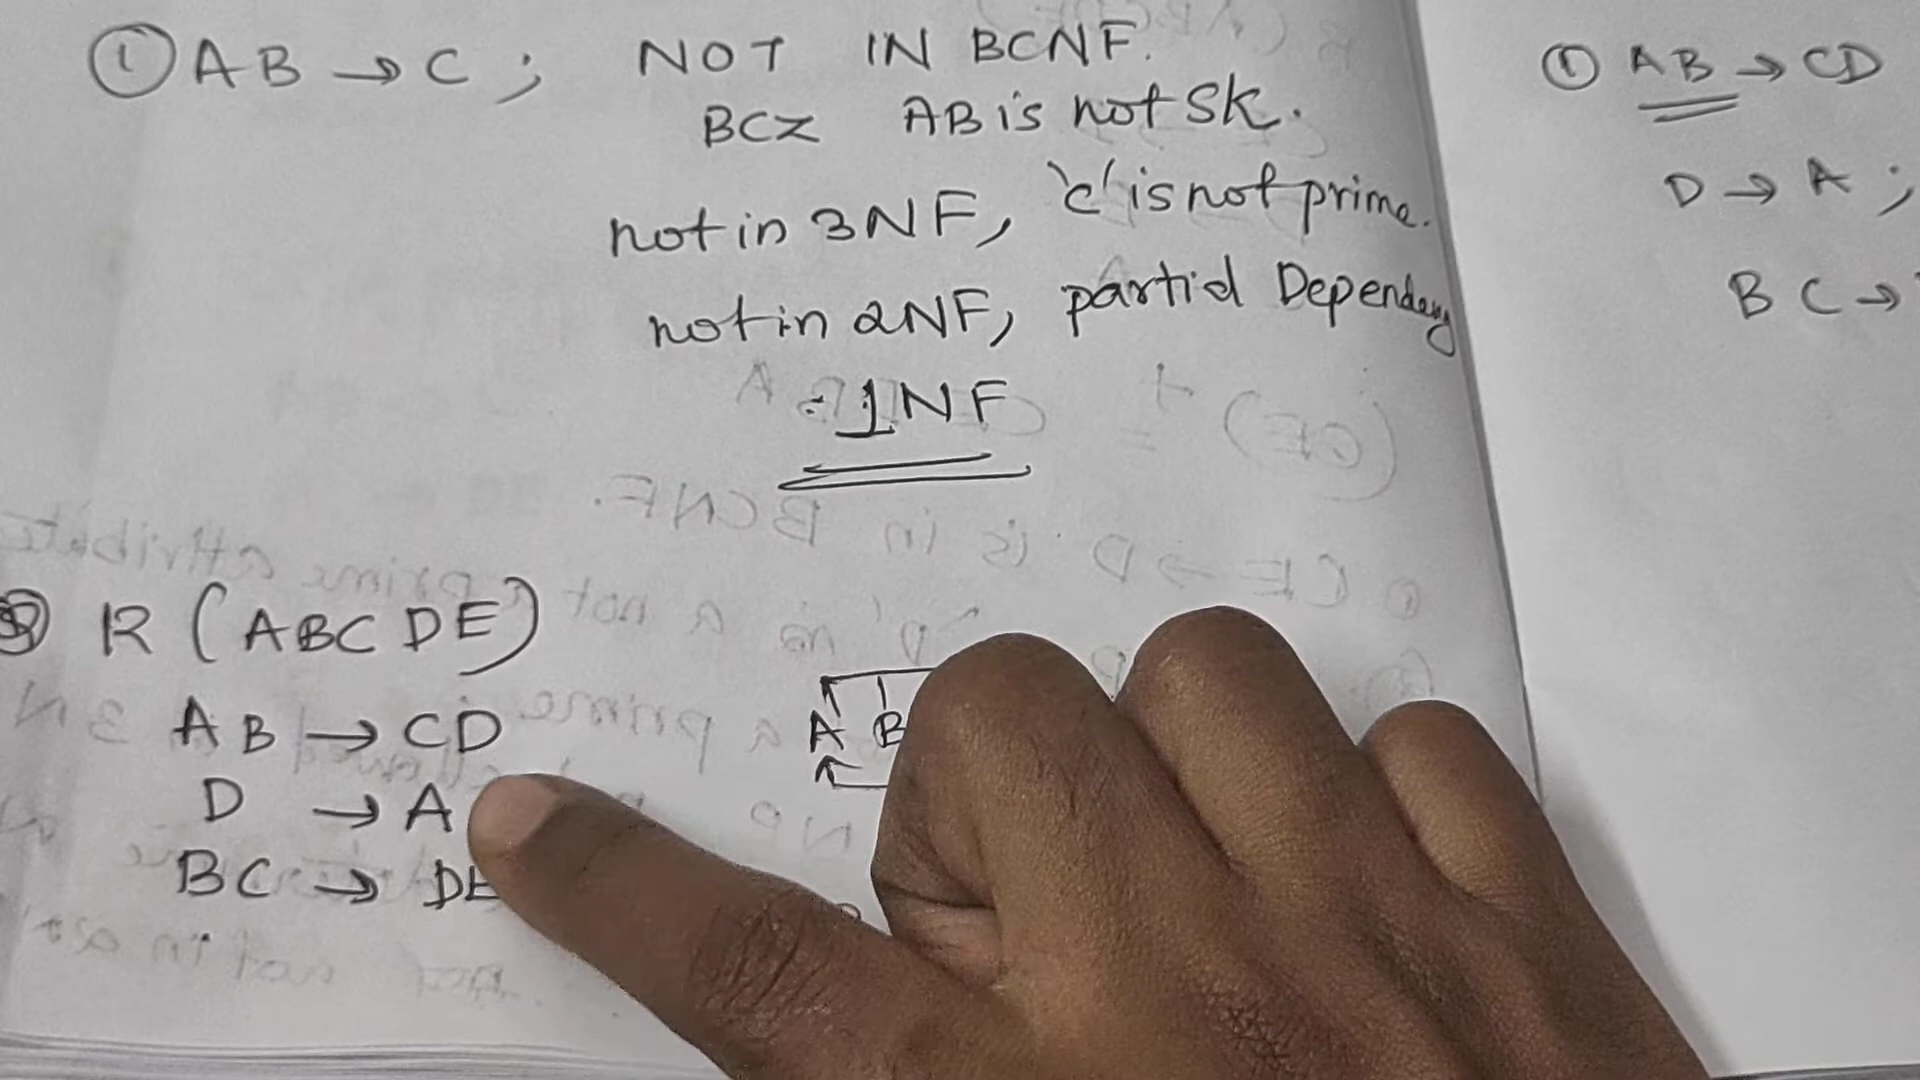 ① AB → C ; NOT IN BCNF.
BCZ AB is not SK.
not in 3NF, 'c' is not prime.
not in 2NF, partial Dependency
∴ 1NF
R (ABCDE)
AB → CD
D → A
BC → DE
A B
① AB → CD
D → A ;
BC →